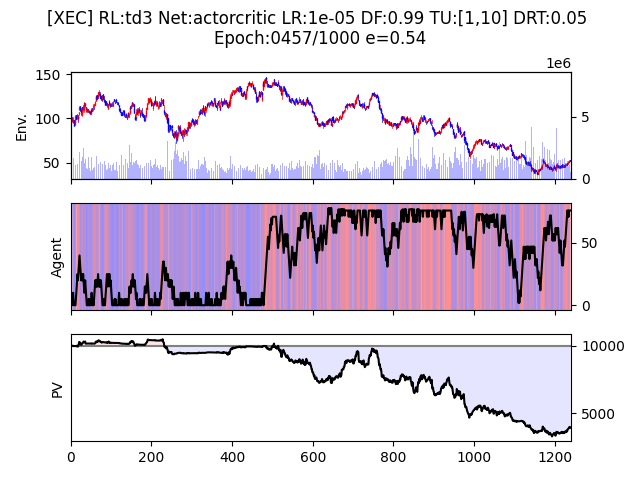 [XEC] RL:td3 Net:actorcritic LR:1e-05 DF:0.99 TU:[1,10] DRT:0.05
Epoch:0457/1000 e=0.54
1e6
150
100
50
Env.
5
0
Agent
50
0
PV
10000
5000
0 200 400 600 800 1000 1200